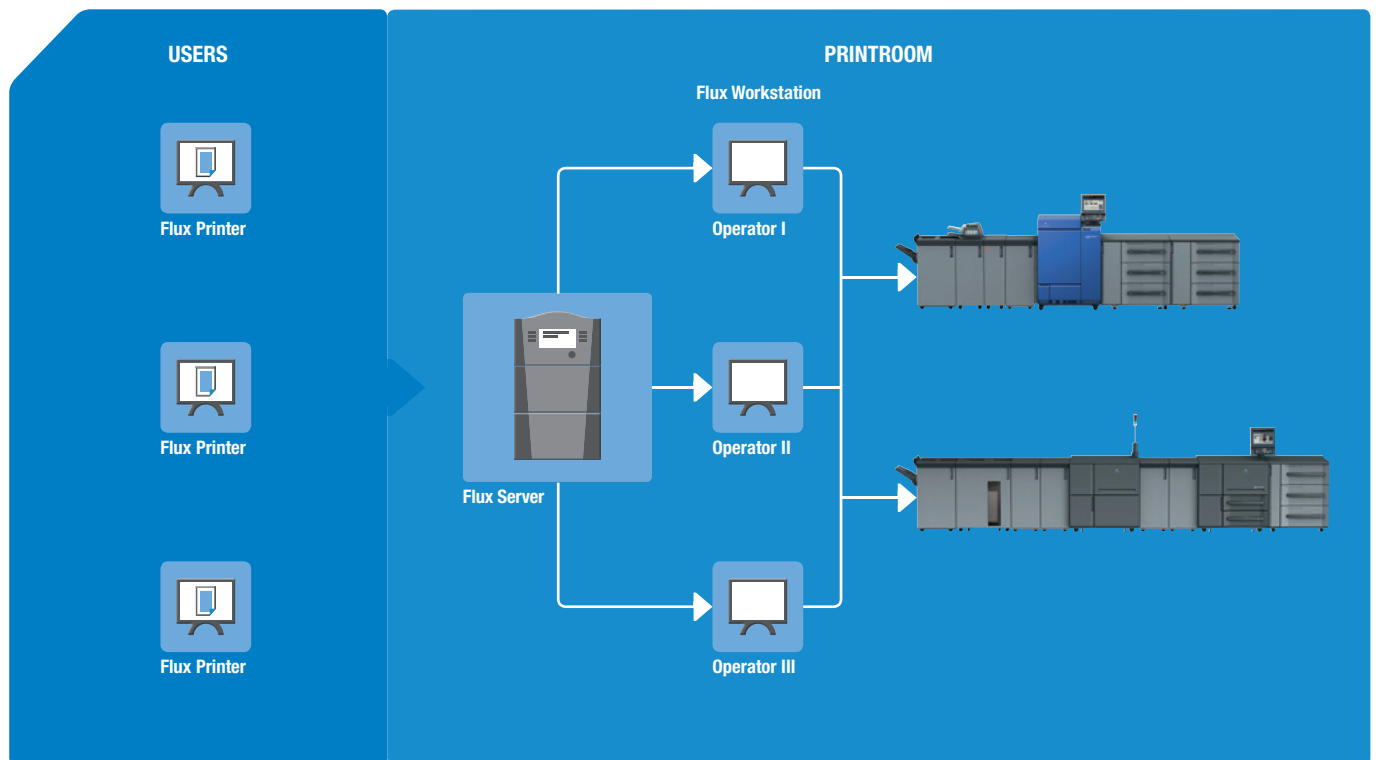 USERS
PRINTROOM
Flux Workstation
Flux Printer
Operator I
Flux Printer
Operator II
Flux Server
Flux Printer
Operator III